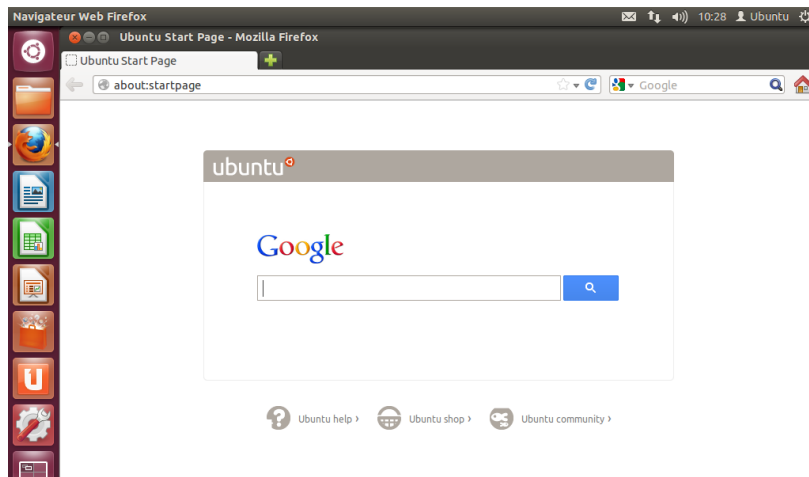 Navigateur Web Firefox 10:28 Ubuntu
Ubuntu Start Page - Mozilla Firefox
Ubuntu Start Page
about:startpage Google
ubuntu
Google
Ubuntu help › Ubuntu shop › Ubuntu community ›